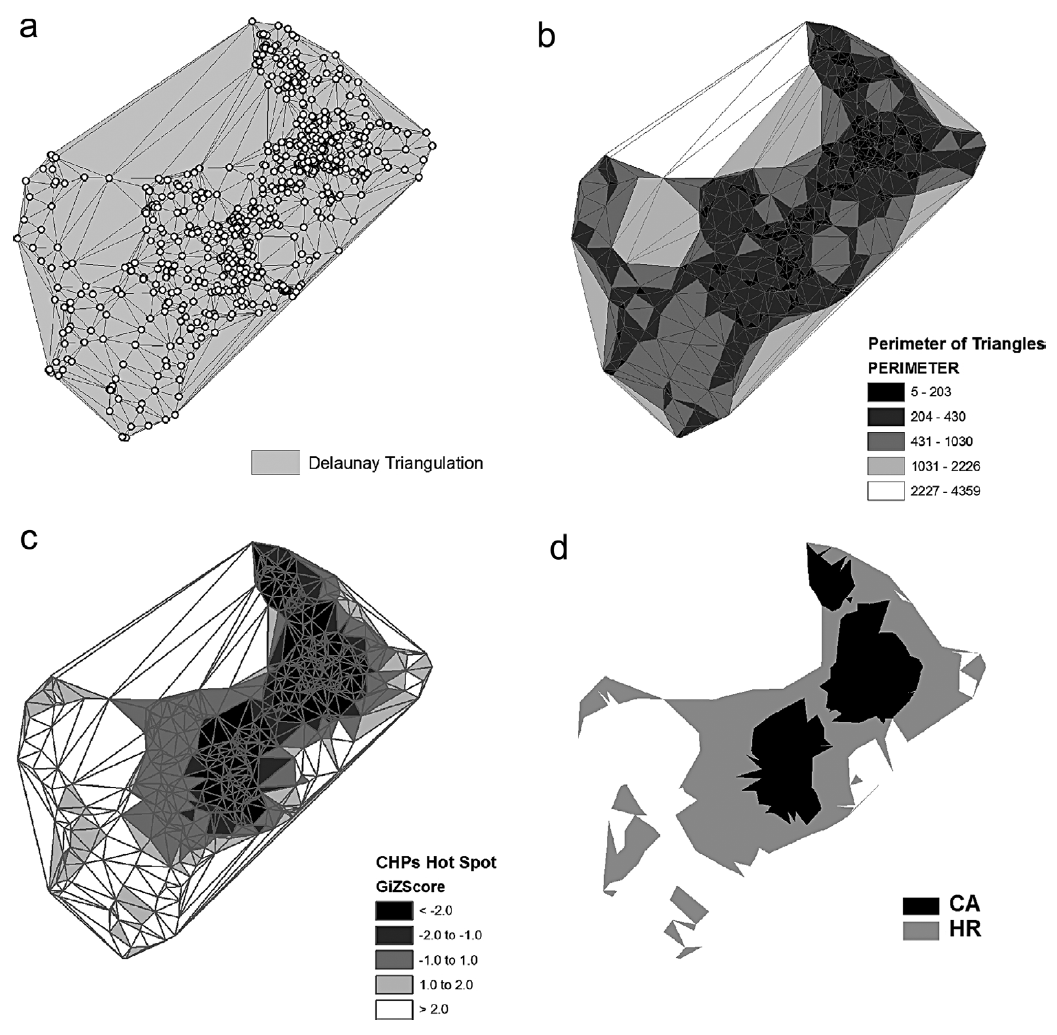 a
b
Delaunay Triangulation
Perimeter of Triangles
PERIMETER
5 - 203
204 - 430
431 - 1030
1031 - 2226
2227 - 4359
c
d
CHPs Hot Spot
GiZScore
< -2.0
-2.0 to -1.0
-1.0 to 1.0
1.0 to 2.0
> 2.0
CA
HR